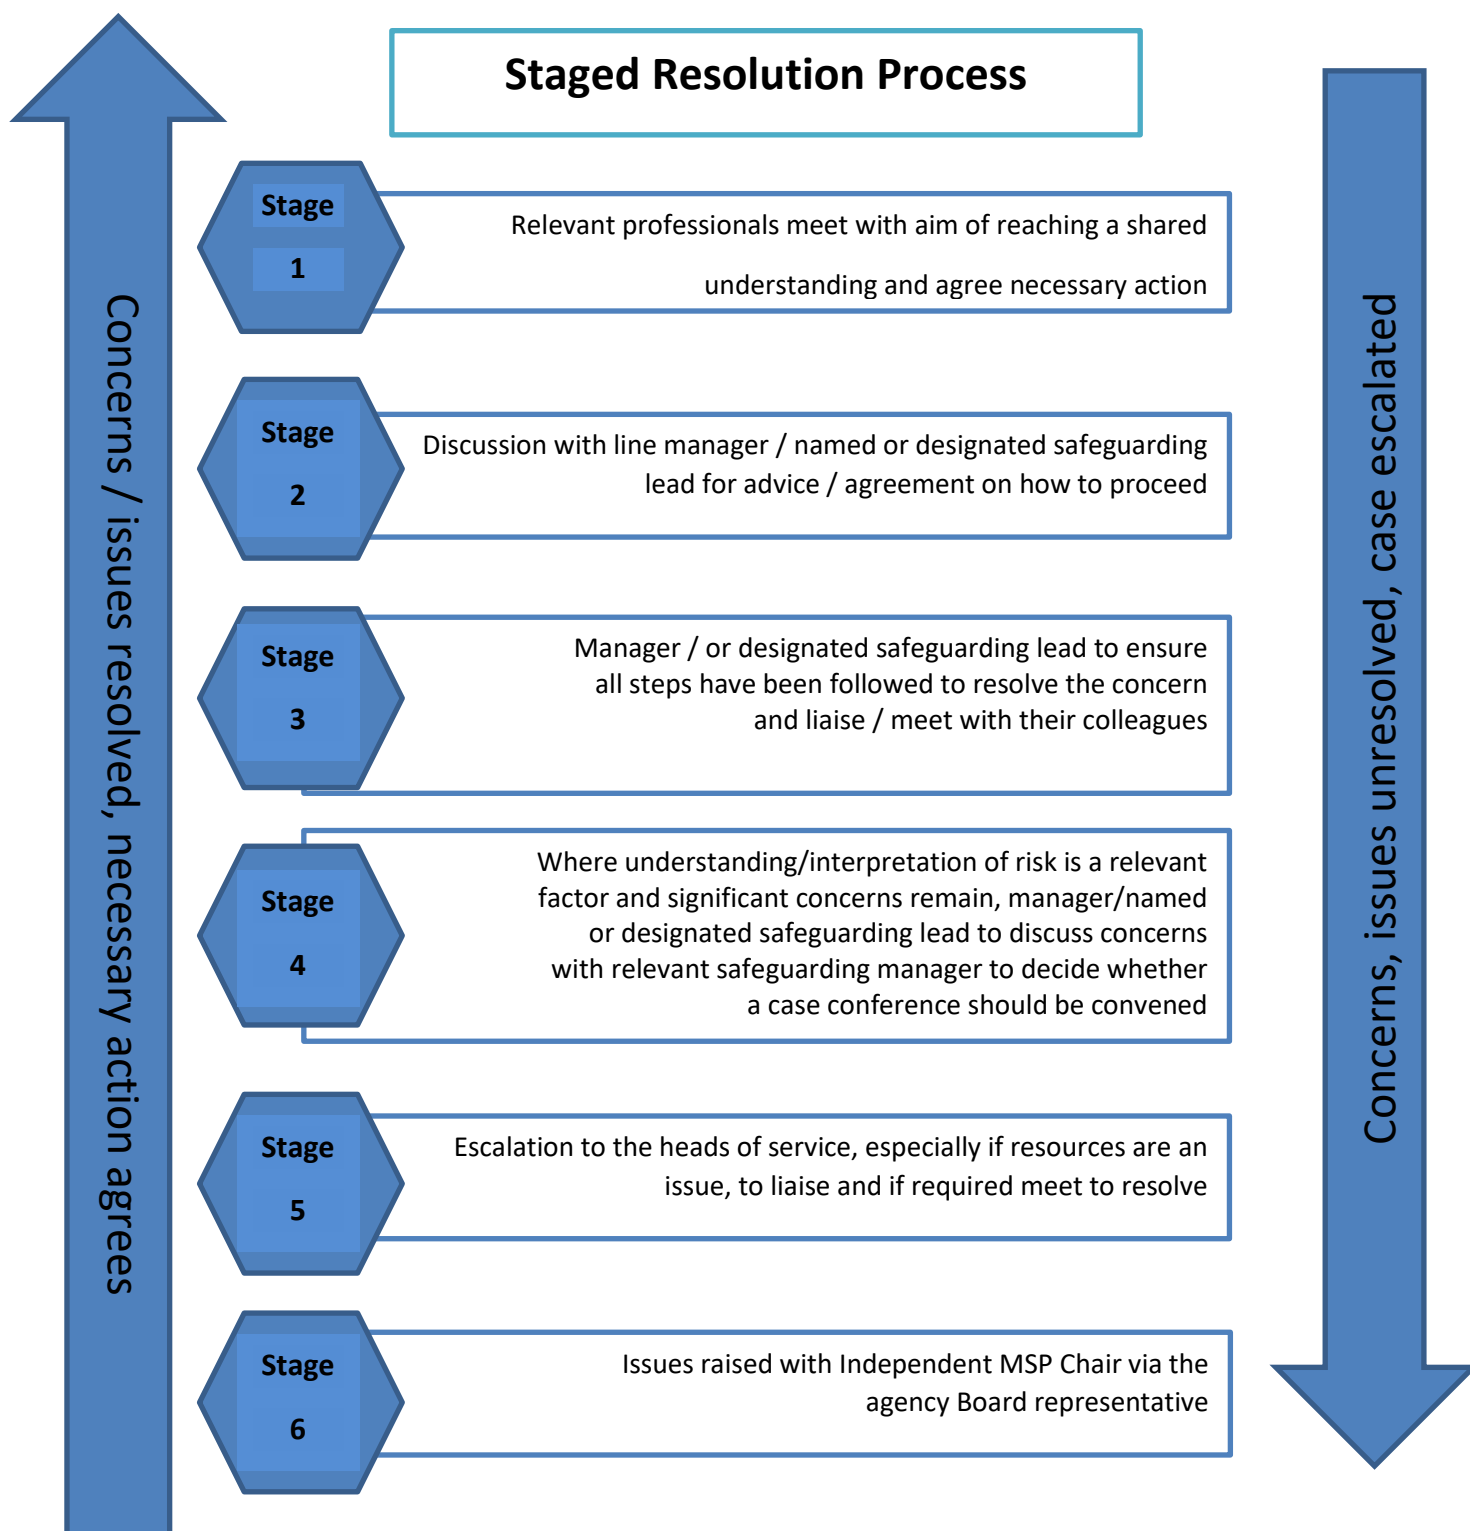 Staged Resolution Process
Concerns / issues resolved, necessary action agrees
Stage
1
Relevant professionals meet with aim of reaching a shared
understanding and agree necessary action
Stage
2
Discussion with line manager / named or designated safeguarding
lead for advice / agreement on how to proceed
Stage
3
Manager / or designated safeguarding lead to ensure
all steps have been followed to resolve the concern
and liaise / meet with their colleagues
Stage
4
Where understanding/interpretation of risk is a relevant
factor and significant concerns remain, manager/named
or designated safeguarding lead to discuss concerns
with relevant safeguarding manager to decide whether
a case conference should be convened
Stage
5
Escalation to the heads of service, especially if resources are an
issue, to liaise and if required meet to resolve
Stage
6
Issues raised with Independent MSP Chair via the
agency Board representative
Concerns, issues unresolved, case escalated